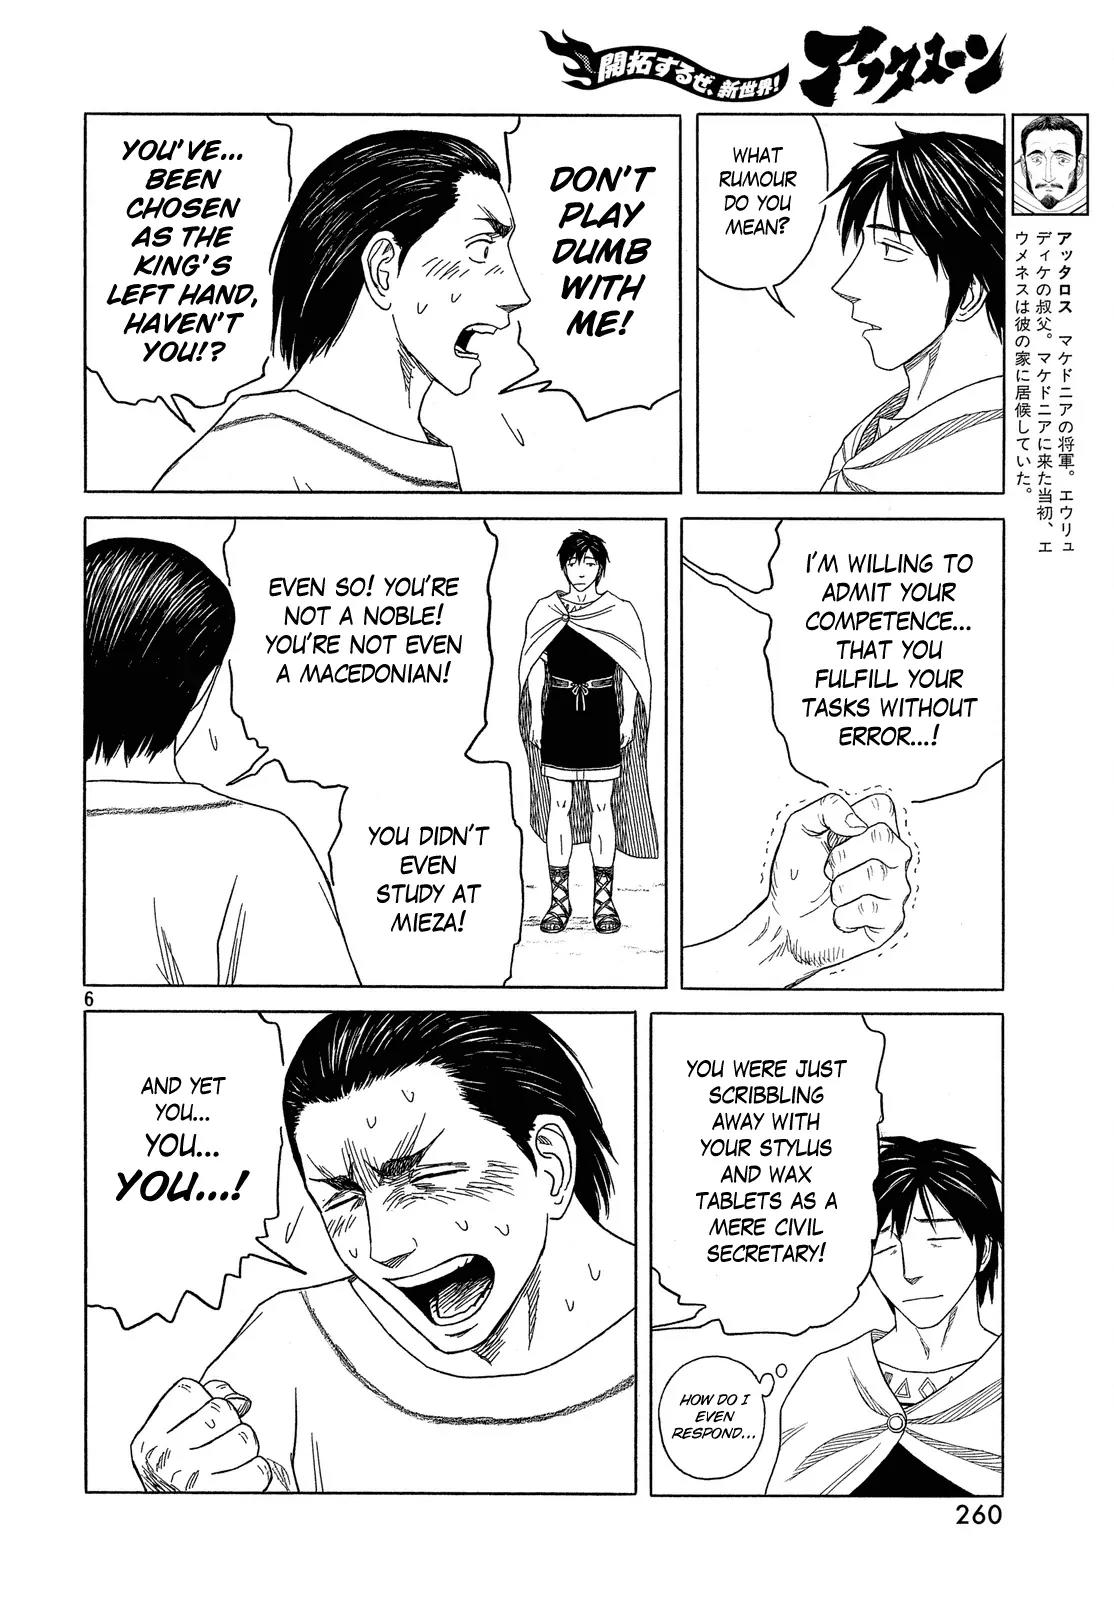 開拓するぜ、新世界!
アフタヌーン
アッタロス マケドニアの将軍。エウリュ
ディケの叔父。マケドニアに来た当初、エ
ウメネスは彼の家に居候していた。
WHAT
RUMOUR
DO YOU
MEAN?
DON'T
PLAY
DUMB
WITH
ME!
YOU'VE...
BEEN
CHOSEN
AS THE
KING'S
LEFT HAND,
HAVEN'T
YOU!?
I'M WILLING TO
ADMIT YOUR
COMPETENCE...
THAT YOU
FULFILL YOUR
TASKS WITHOUT
ERROR...!
EVEN SO! YOU'RE
NOT A NOBLE!
YOU'RE NOT EVEN
A MACEDONIAN!
YOU DIDN'T
EVEN
STUDY AT
MIEZA!
6
YOU WERE JUST
SCRIBBLING
AWAY WITH
YOUR STYLUS
AND WAX
TABLETS AS A
MERE CIVIL
SECRETARY!
HOW DO I
EVEN
RESPOND...
AND YET
YOU...
YOU...
YOU...!
260